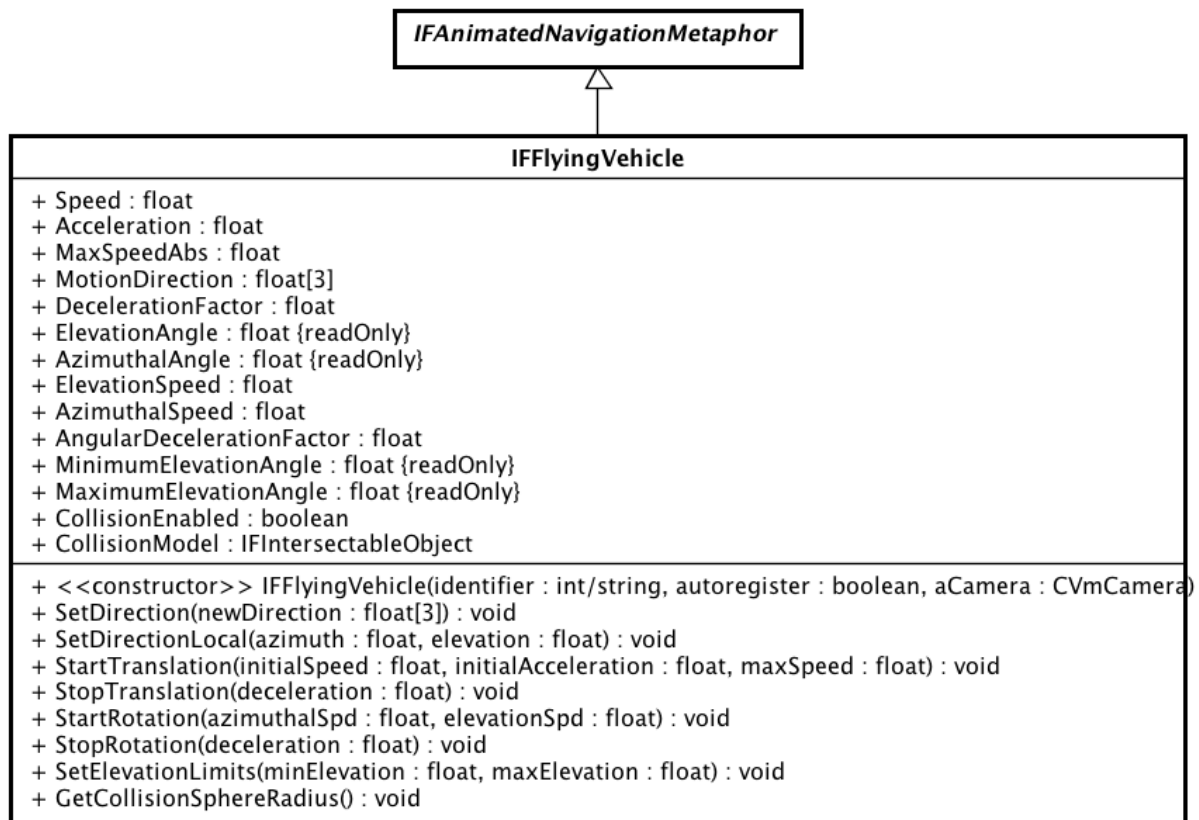 IFAnimatedNavigationMetaphor
IFFlyingVehicle
+ Speed : float
+ Acceleration : float
+ MaxSpeedAbs : float
+ MotionDirection : float[3]
+ DecelerationFactor : float
+ ElevationAngle : float {readOnly}
+ AzimuthalAngle : float {readOnly}
+ ElevationSpeed : float
+ AzimuthalSpeed : float
+ AngularDecelerationFactor : float
+ MinimumElevationAngle : float {readOnly}
+ MaximumElevationAngle : float {readOnly}
+ CollisionEnabled : boolean
+ CollisionModel : IFIntersectableObject
+ <<constructor>> IFFlyingVehicle(identifier : int/string, autoregister : boolean, aCamera : CVmCamera)
+ SetDirection(newDirection : float[3]) : void
+ SetDirectionLocal(azimuth : float, elevation : float) : void
+ StartTranslation(initialSpeed : float, initialAcceleration : float, maxSpeed : float) : void
+ StopTranslation(deceleration : float) : void
+ StartRotation(azimuthalSpd : float, elevationSpd : float) : void
+ StopRotation(deceleration : float) : void
+ SetElevationLimits(minElevation : float, maxElevation : float) : void
+ GetCollisionSphereRadius() : void